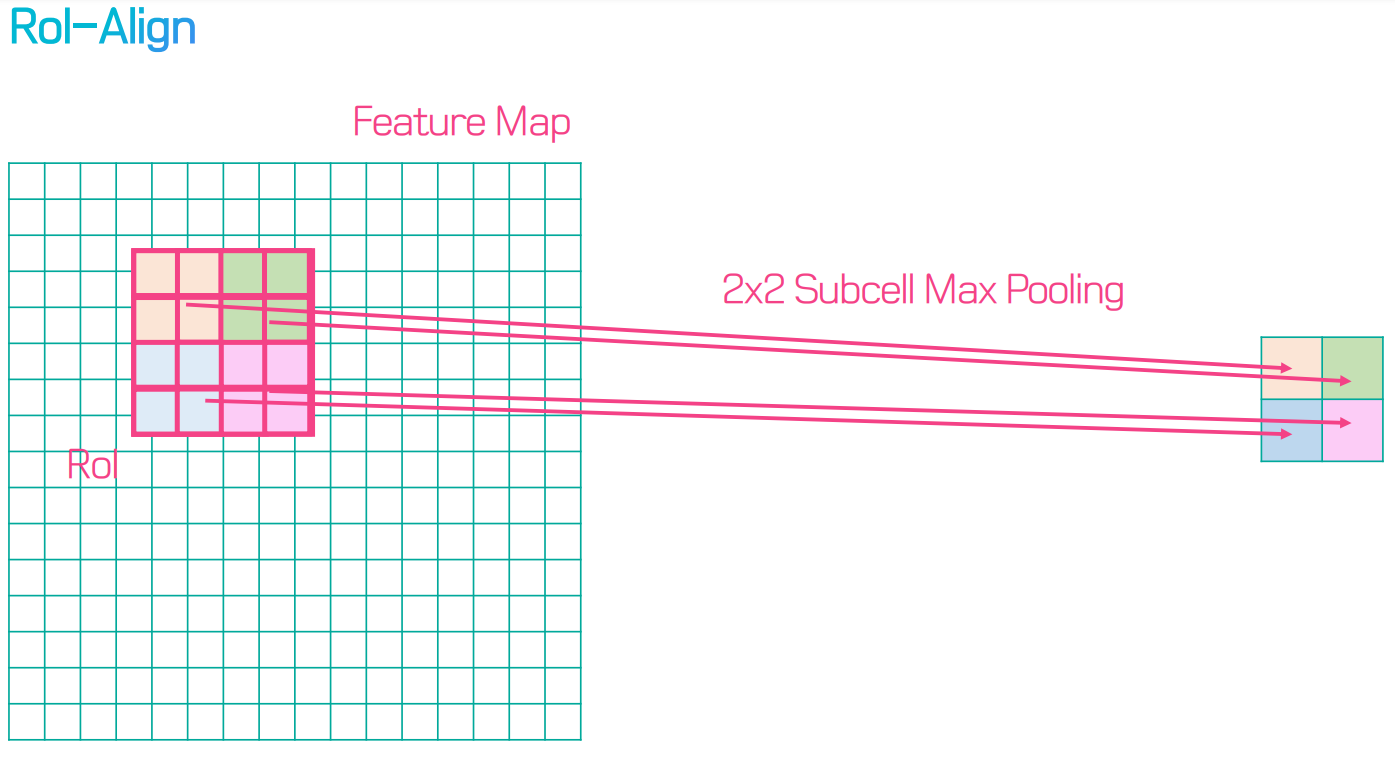 RoI-Align
Feature Map
2x2 Subcell Max Pooling
RoI